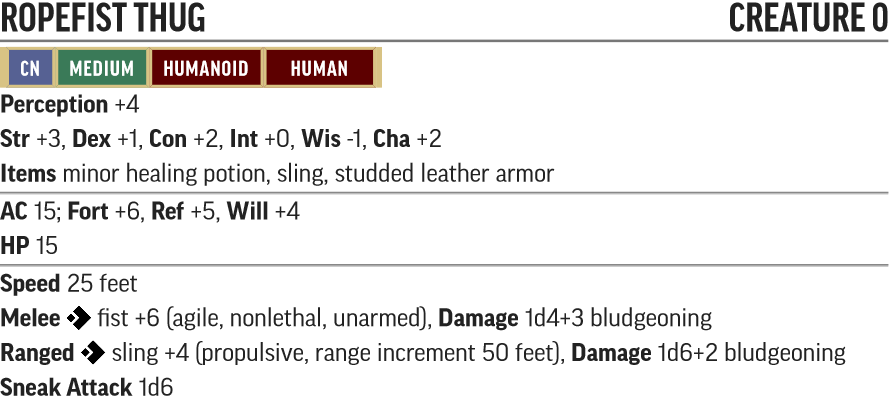 ROPEFIST THUG CREATURE 0
CN MEDIUM HUMANOID HUMAN
Perception +4
Str +3, Dex +1, Con +2, Int +0, Wis -1, Cha +2
Items minor healing potion, sling, studded leather armor
AC 15; Fort +6, Ref +5, Will +4
HP 15
Speed 25 feet
Melee fist +6 (agile, nonlethal, unarmed), Damage 1d4+3 bludgeoning
Ranged sling +4 (propulsive, range increment 50 feet), Damage 1d6+2 bludgeoning
Sneak Attack 1d6